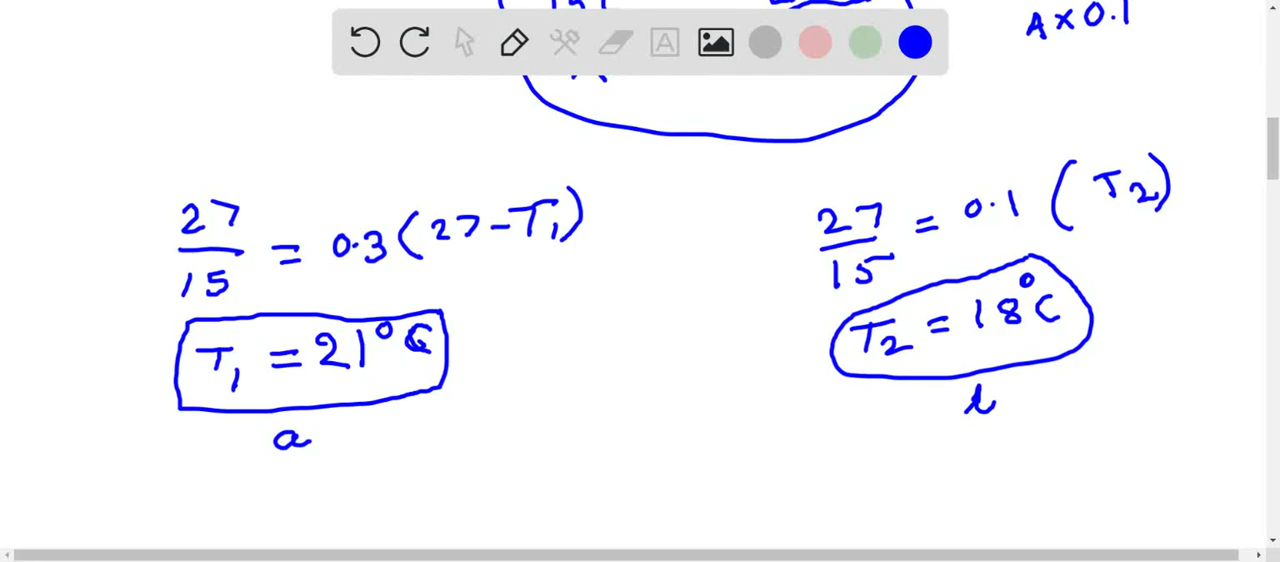 A × 0.1
27/15 = 0.3 (27 - T₁)
T₁ = 21°C
a
27/15 = 0.1 (T₂)
T₂ = 18°C